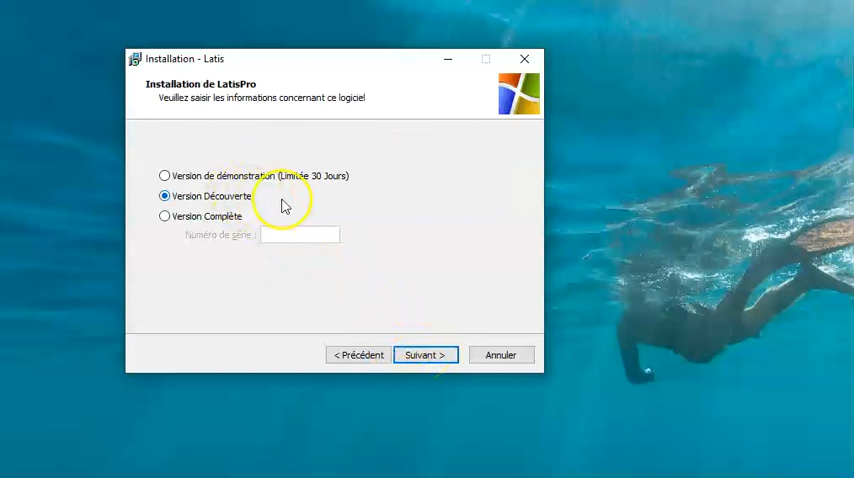 Installation - Latis
Installation de LatisPro
Veuillez saisir les informations concernant ce logiciel
Version de démonstration (Limitée 30 Jours)
Version Découverte
Version Complète
Numéro de série :
< Précédent
Suivant >
Annuler